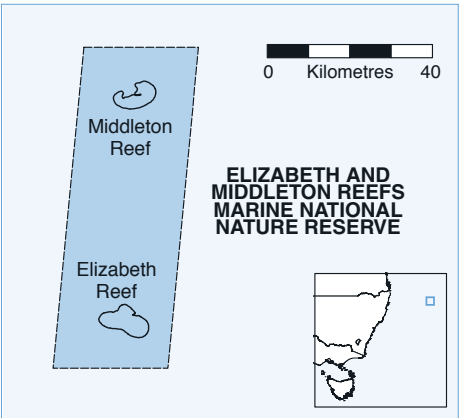 0 Kilometres 40
Middleton
Reef
ELIZABETH AND
MIDDLETON REEFS
MARINE NATIONAL
NATURE RESERVE
Elizabeth
Reef